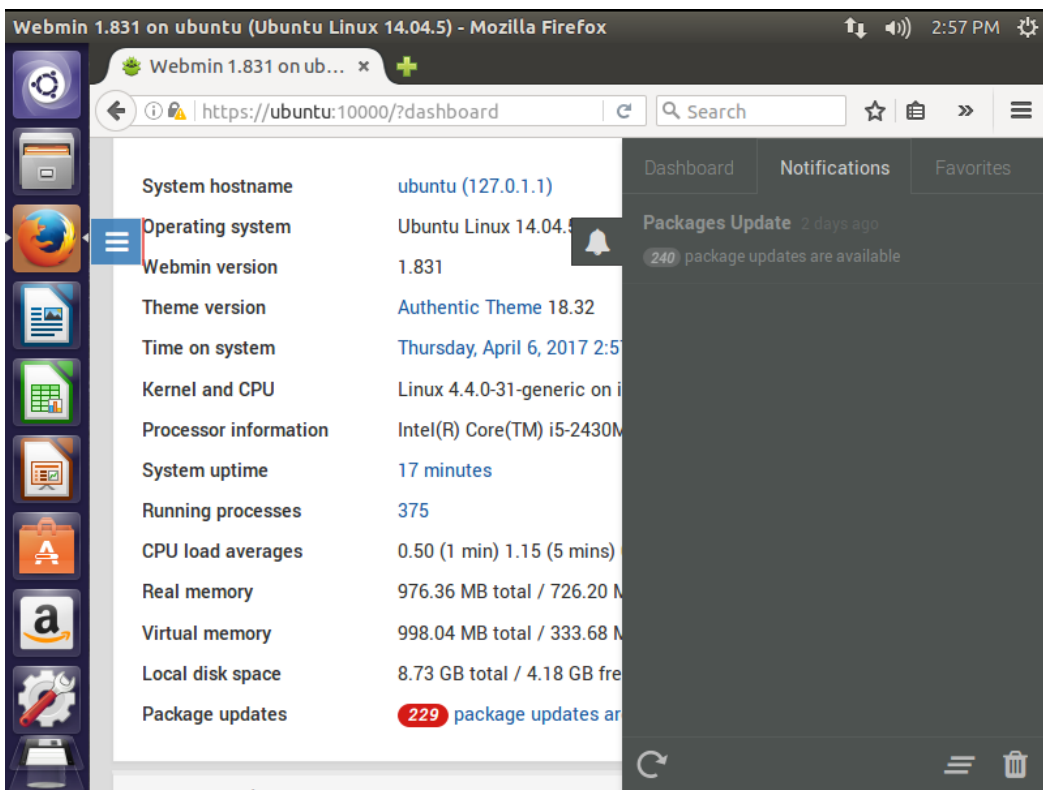 Webmin 1.831 on ubuntu (Ubuntu Linux 14.04.5) - Mozilla Firefox 2:57 PM
Webmin 1.831 on ub...
https://ubuntu:10000/?dashboard Search
Dashboard Notifications Favorites
System hostname ubuntu (127.0.1.1)
Packages Update 2 days ago
Operating system Ubuntu Linux 14.04.5
240 package updates are available
Webmin version 1.831
Theme version Authentic Theme 18.32
Time on system Thursday, April 6, 2017 2:5
Kernel and CPU Linux 4.4.0-31-generic on i
Processor information Intel(R) Core(TM) i5-2430M
System uptime 17 minutes
Running processes 375
CPU load averages 0.50 (1 min) 1.15 (5 mins)
Real memory 976.36 MB total / 726.20 M
Virtual memory 998.04 MB total / 333.68 M
Local disk space 8.73 GB total / 4.18 GB fre
Package updates 229 package updates ar